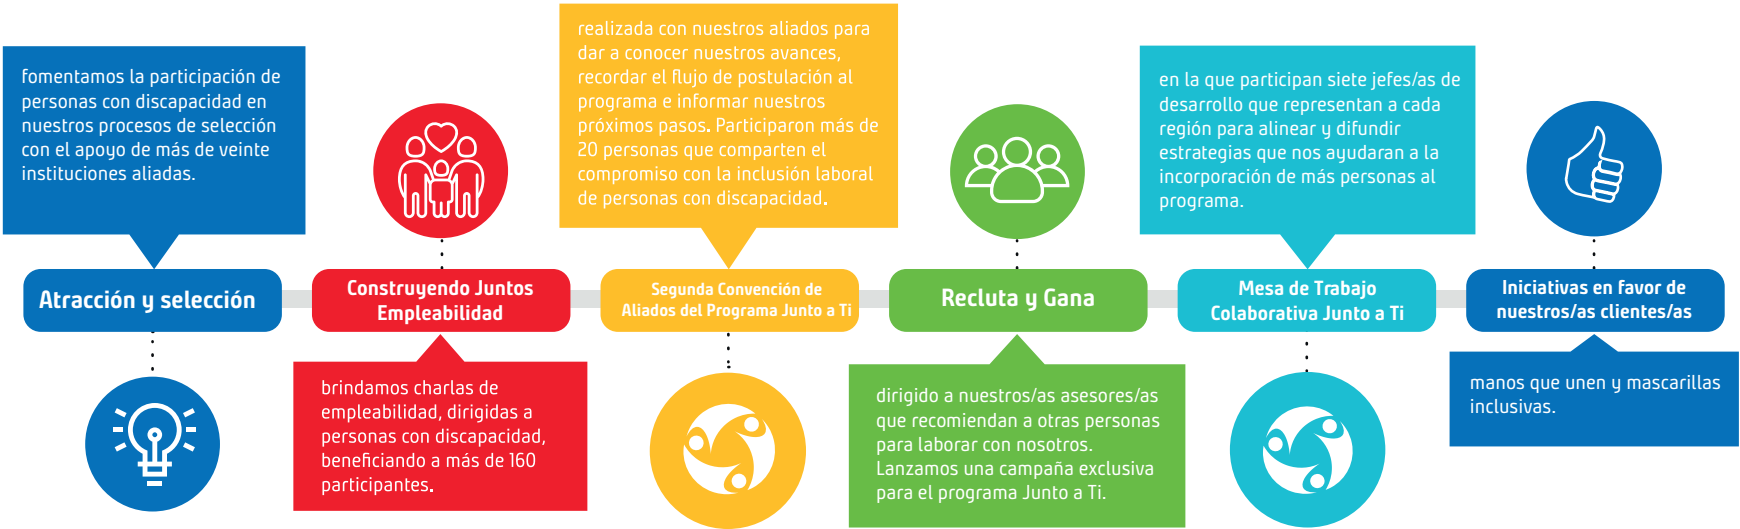 fomentamos la participación de
personas con discapacidad en
nuestros procesos de selección
con el apoyo de más de veinte
instituciones aliadas.
Atracción y selección
Construyendo Juntos
Empleabilidad
brindamos charlas de
empleabilidad, dirigidas a
personas con discapacidad,
beneficiando a más de 160
participantes.
realizada con nuestros aliados para
dar a conocer nuestros avances,
recordar el flujo de postulación al
programa e informar nuestros
próximos pasos. Participaron más de
20 personas que comparten el
compromiso con la inclusión laboral
de personas con discapacidad.
Segunda Convención de
Aliados del Programa Junto a Ti
Recluta y Gana
dirigido a nuestros/as asesores/as
que recomiendan a otras personas
para laborar con nosotros.
Lanzamos una campaña exclusiva
para el programa Junto a Ti.
en la que participan siete jefes/as de
desarrollo que representan a cada
región para alinear y difundir
estrategias que nos ayudaran a la
incorporación de más personas al
programa.
Mesa de Trabajo
Colaborativa Junto a Ti
Iniciativas en favor de
nuestros/as clientes/as
manos que unen y mascarillas
inclusivas.